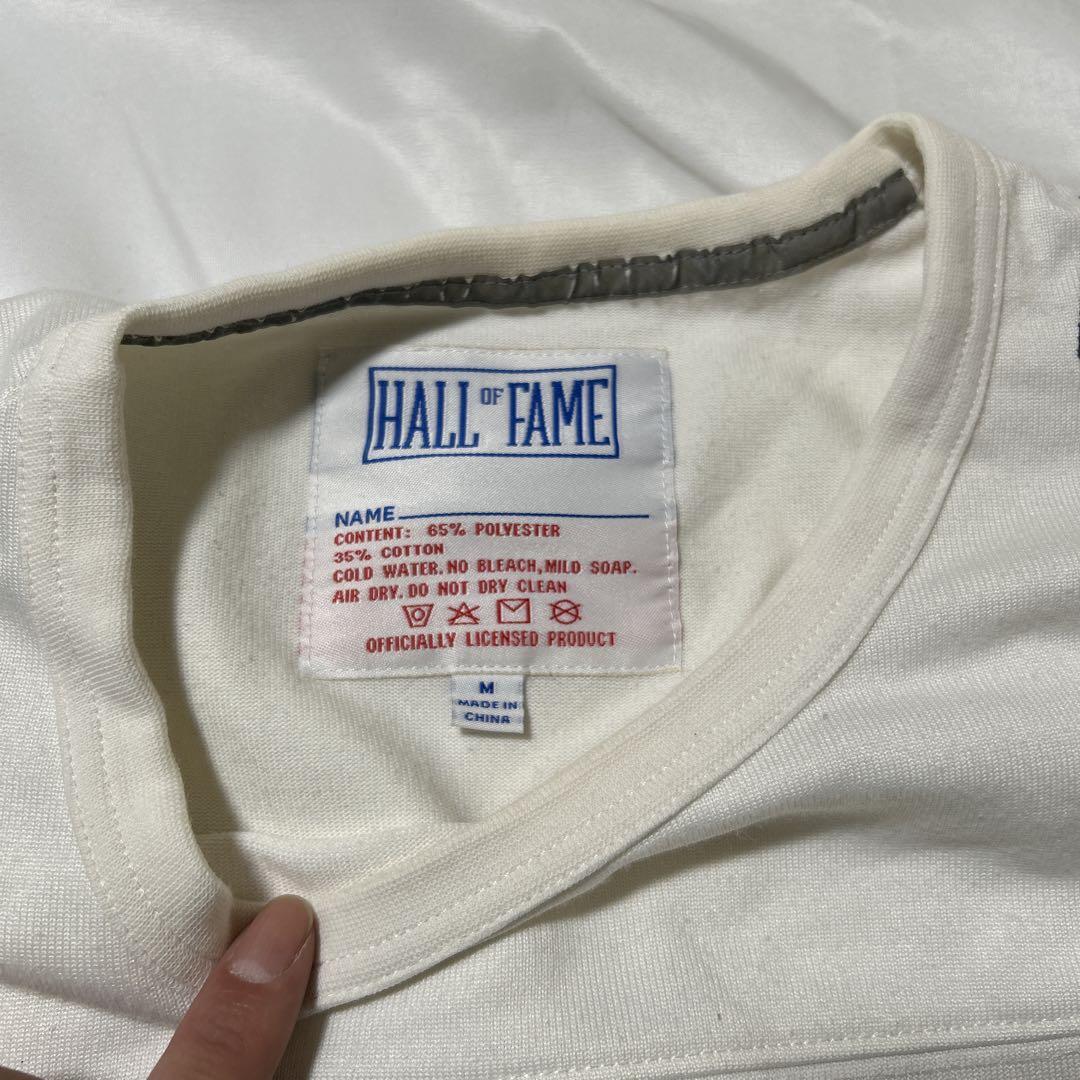 HALL OF FAME
NAME
CONTENT: 65% POLYESTER
35% COTTON
COLD WATER. NO BLEACH, MILD SOAP.
AIR DRY. DO NOT DRY CLEAN
OFFICIALLY LICENSED PRODUCT
M
MADE IN
CHINA